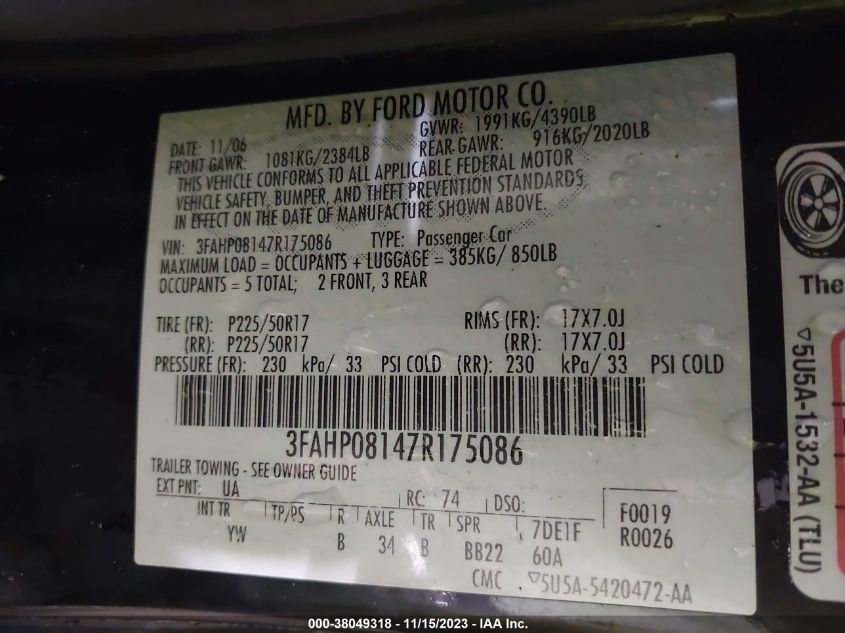 MFD. BY FORD MOTOR CO.
DATE: 11/06 GVWR: 1991KG/4390LB
FRONT GAWR: 1081KG/2384LB REAR GAWR: 916KG/2020LB
THIS VEHICLE CONFORMS TO ALL APPLICABLE FEDERAL MOTOR
VEHICLE SAFETY, BUMPER, AND THEFT PREVENTION STANDARDS
IN EFFECT ON THE DATE OF MANUFACTURE SHOWN ABOVE.
VIN: 3FAHP08147R175086 TYPE: Passenger Car
MAXIMUM LOAD = OCCUPANTS + LUGGAGE = 385KG/ 850LB
OCCUPANTS = 5 TOTAL; 2 FRONT, 3 REAR
TIRE (FR): P225/50R17 RIMS (FR): 17X7.0J
(RR): P225/50R17 (RR): 17X7.0J
PRESSURE (FR): 230 kPa/ 33 PSI COLD (RR): 230 kPa/ 33 PSI COLD
3FAHP08147R175086
TRAILER TOWING - SEE OWNER GUIDE
EXT PNT: UA RC: 74 DSO:
INT TR TP/PS R AXLE TR SPR 7DE1F F0019
YW B 34 B BB22 60A R0026
CMC ▽5U5A-5420472-AA
The
▽5U5A-1532-AA (TLU)
000-38049318 - 11/15/2023 - IAAI.com